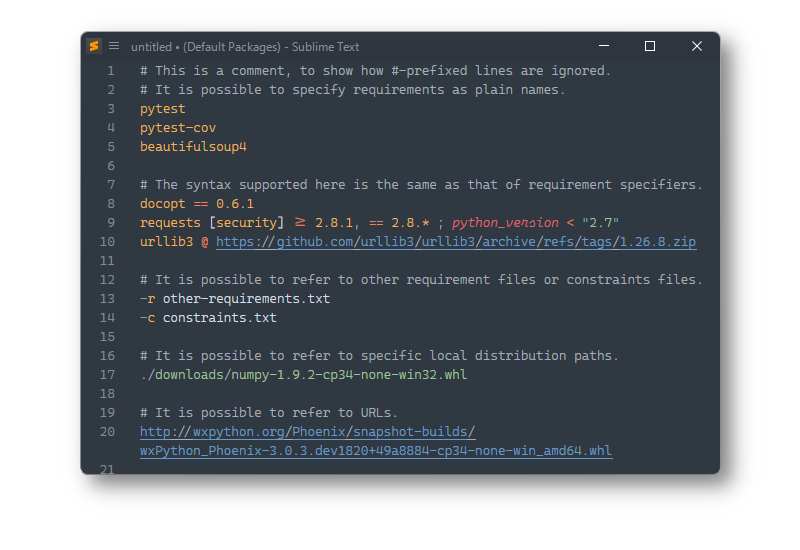 untitled • (Default Packages) - Sublime Text
1 # This is a comment, to show how #-prefixed lines are ignored.
2 # It is possible to specify requirements as plain names.
3 pytest
4 pytest-cov
5 beautifulsoup4
6
7 # The syntax supported here is the same as that of requirement specifiers.
8 docopt == 0.6.1
9 requests [security] ≥ 2.8.1, == 2.8.* ; python_version < "2.7"
10 urllib3 @ https://github.com/urllib3/urllib3/archive/refs/tags/1.26.8.zip
11
12 # It is possible to refer to other requirement files or constraints files.
13 -r other-requirements.txt
14 -c constraints.txt
15
16 # It is possible to refer to specific local distribution paths.
17 ./downloads/numpy-1.9.2-cp34-none-win32.whl
18
19 # It is possible to refer to URLs.
20 http://wxpython.org/Phoenix/snapshot-builds/
wxPython_Phoenix-3.0.3.dev1820+49a8884-cp34-none-win_amd64.whl
21